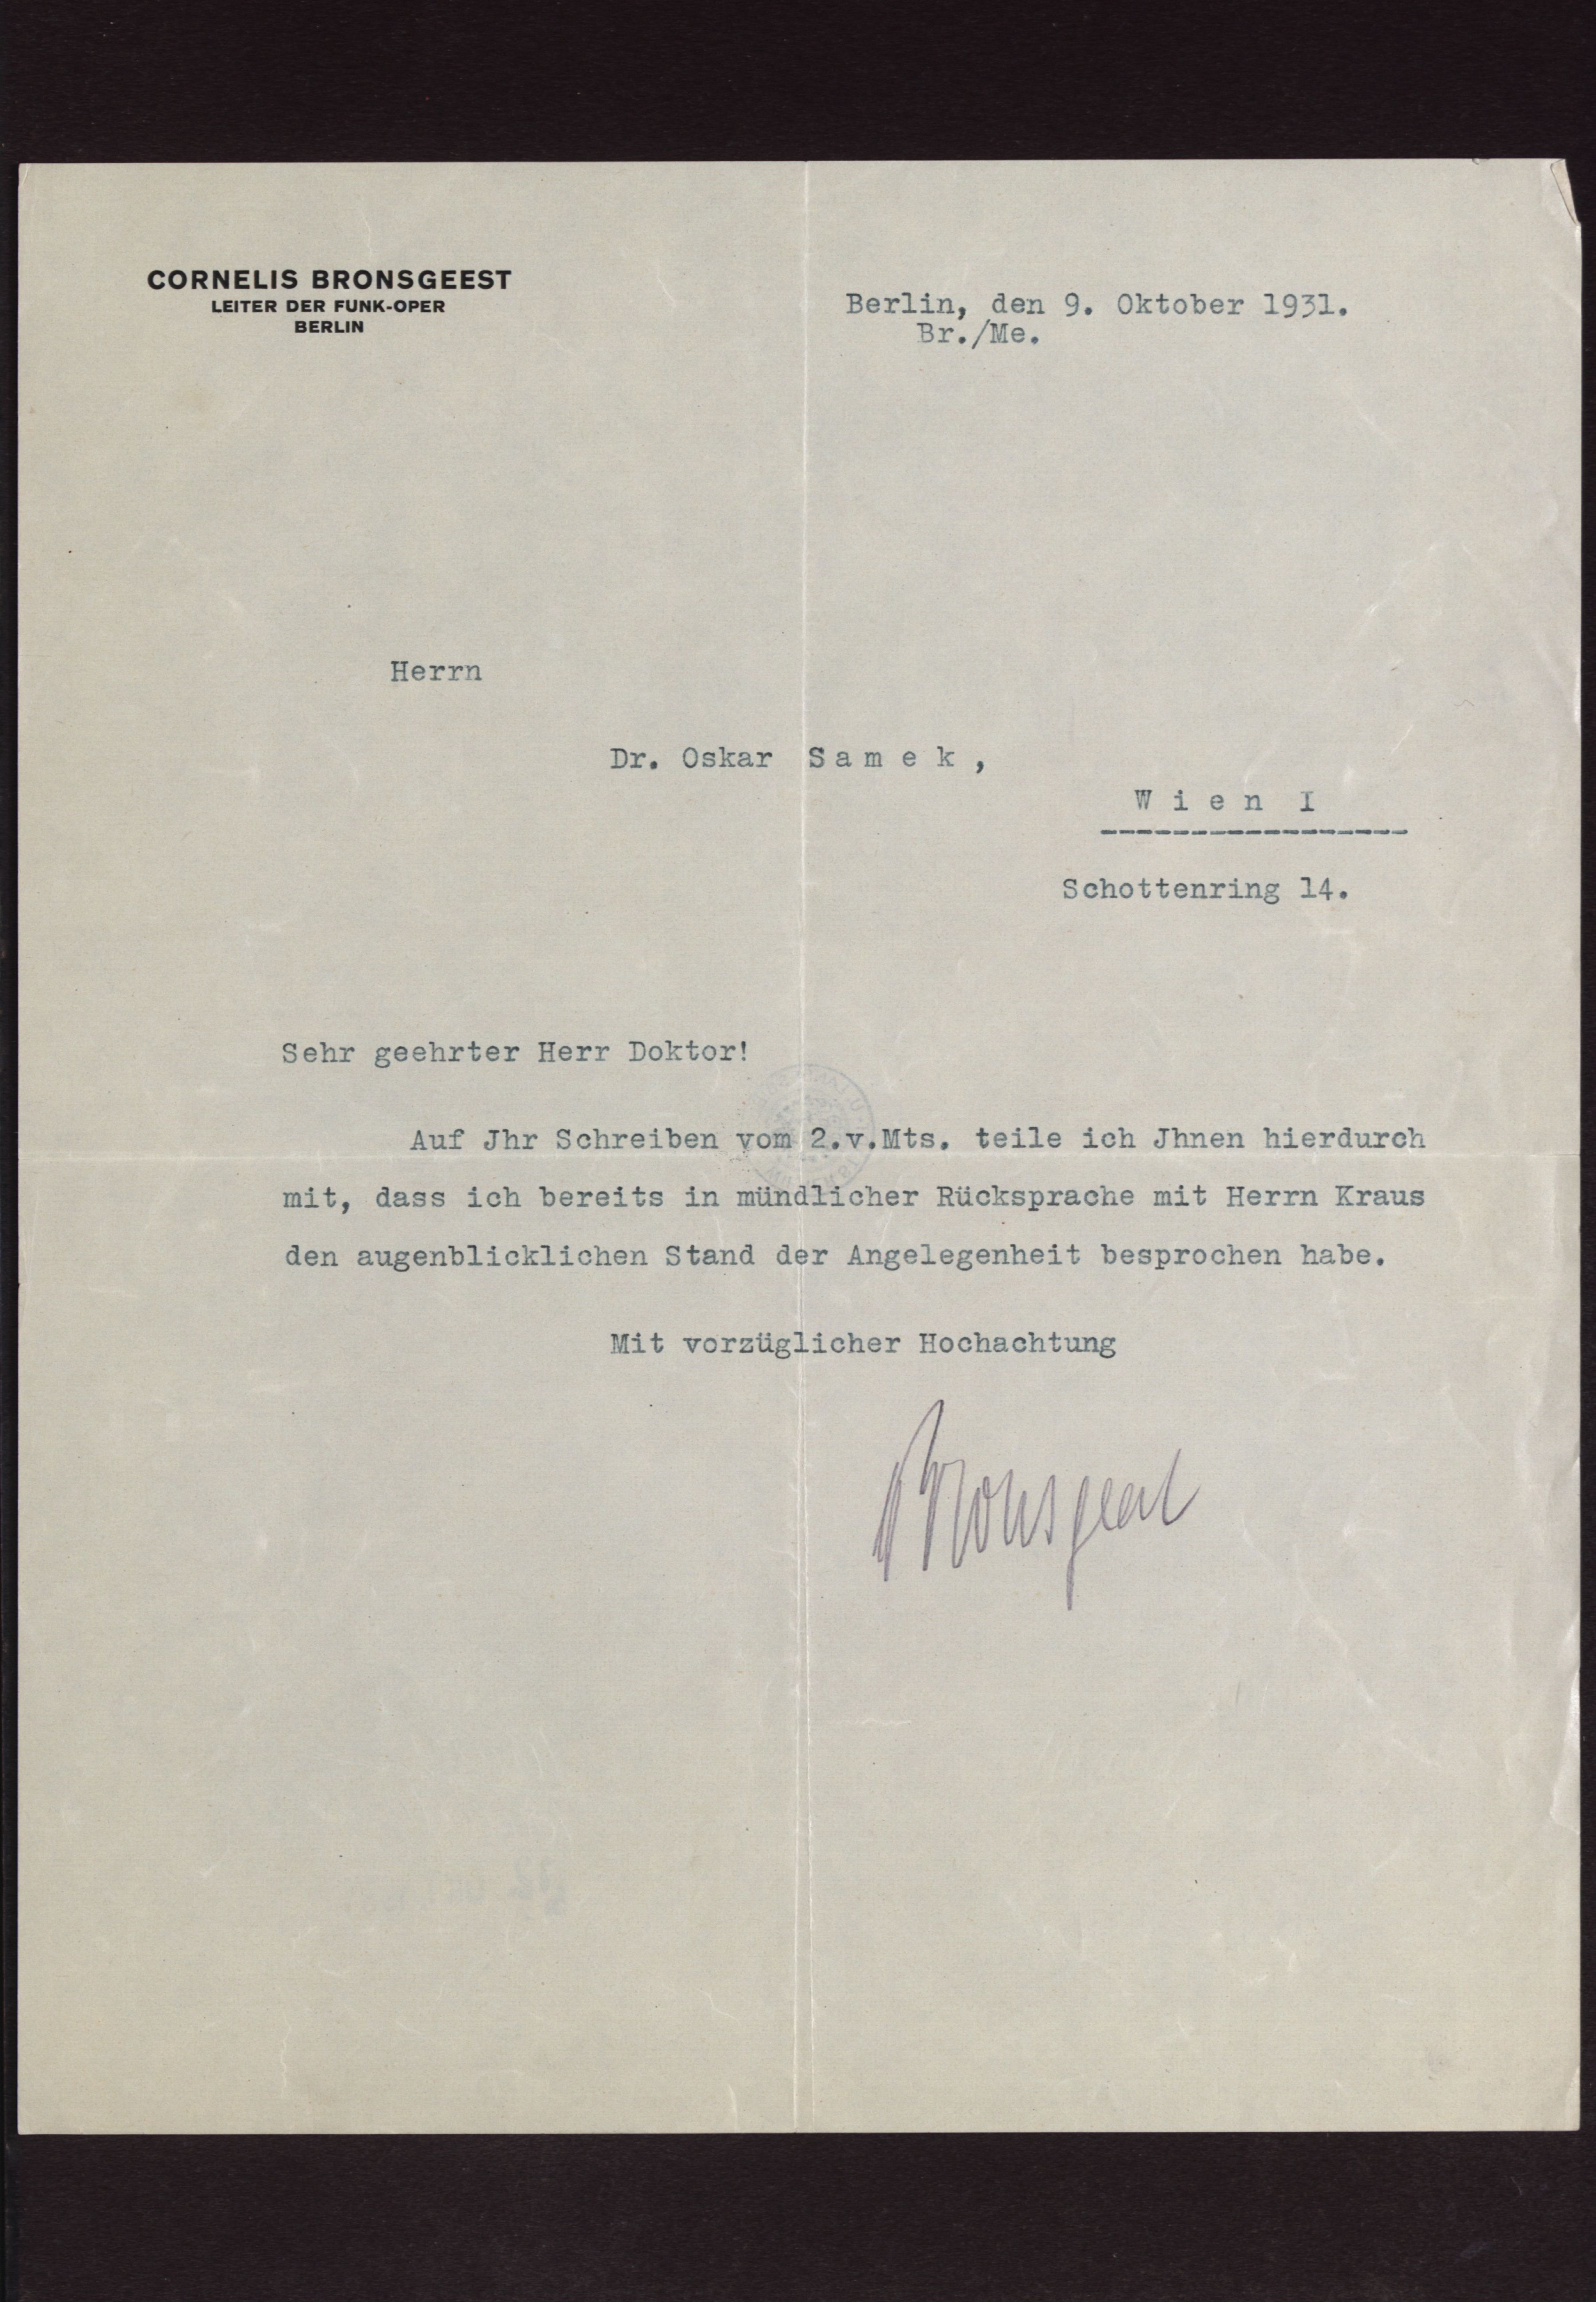 CORNELIS BRONSGEEST
LEITER DER FUNK-OPER
BERLIN
Berlin, den 9. Oktober 1931.
Br./Me.
Herrn
Dr. Oskar S a m e k ,
W i e n I
Schottenring 14.
Sehr geehrter Herr Doktor!
Auf Jhr Schreiben vom 2.v.Mts. teile ich Jhnen hierdurch
mit, dass ich bereits in mündlicher Rücksprache mit Herrn Kraus
den augenblicklichen Stand der Angelegenheit besprochen habe.
Mit vorzüglicher Hochachtung
Bronsgeest